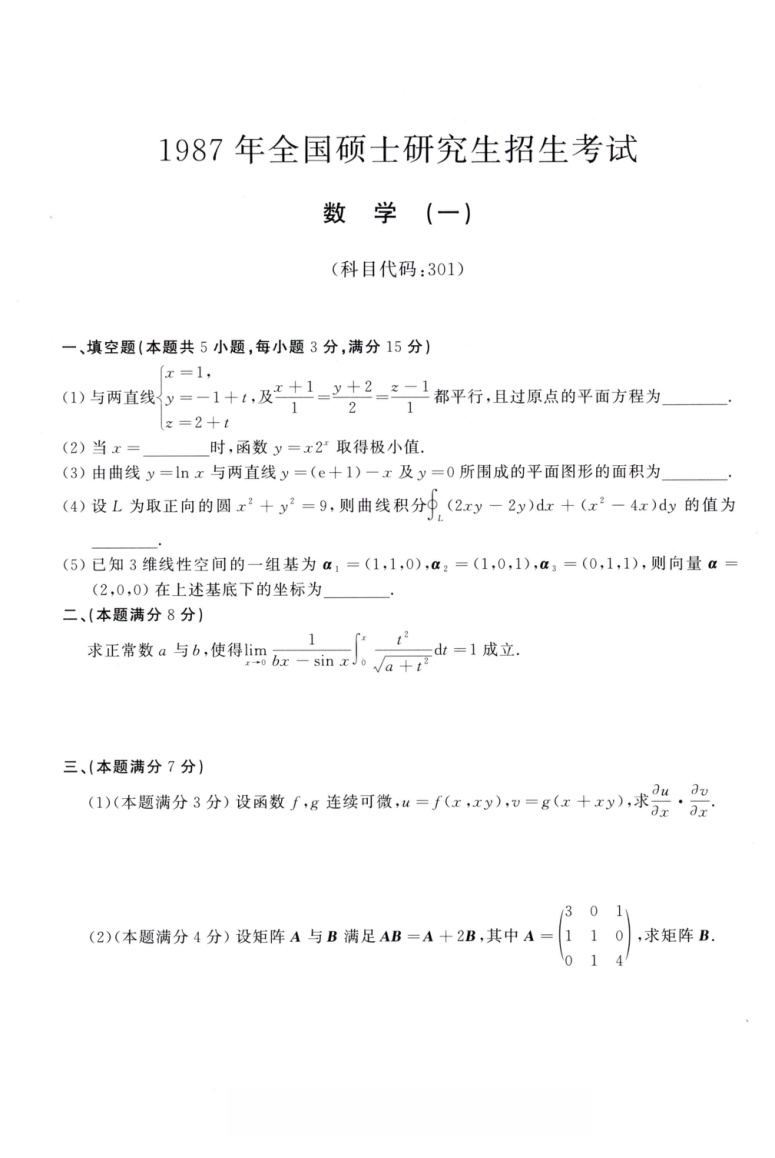 1987 年全国硕士研究生招生考试
数 学 (一)
(科目代码:301)
一、填空题(本题共 5 小题,每小题 3 分,满分 15 分)
(1) 与两直线 { x=1, y=-1+t, z=2+t 及 (x+1)/1=(y+2)/2=(z-1)/1 都平行,且过原点的平面方程为________.
(2) 当 x=________时,函数 y=x2^x 取得极小值.
(3) 由曲线 y=ln x 与两直线 y=(e+1)-x 及 y=0 所围成的平面图形的面积为________.
(4) 设 L 为取正向的圆 x²+y²=9,则曲线积分∮_L (2xy-2y)dx+(x²-4x)dy 的值为
________.
(5) 已知 3 维线性空间的一组基为 α₁=(1,1,0),α₂=(1,0,1),α₃=(0,1,1),则向量 α=
(2,0,0) 在上述基底下的坐标为________.
二、(本题满分 8 分)
求正常数 a 与 b,使得 lim_{x→0} 1/(bx-sin x) ∫_0^x t²/√(a+t²) dt=1 成立.
三、(本题满分 7 分)
(1)(本题满分 3 分) 设函数 f,g 连续可微,u=f(x,xy),v=g(x+xy),求 ∂u/∂x · ∂v/∂x.
(2)(本题满分 4 分) 设矩阵 A 与 B 满足 AB=A+2B,其中 A=(3 0 1; 1 1 0; 0 1 4),求矩阵 B.